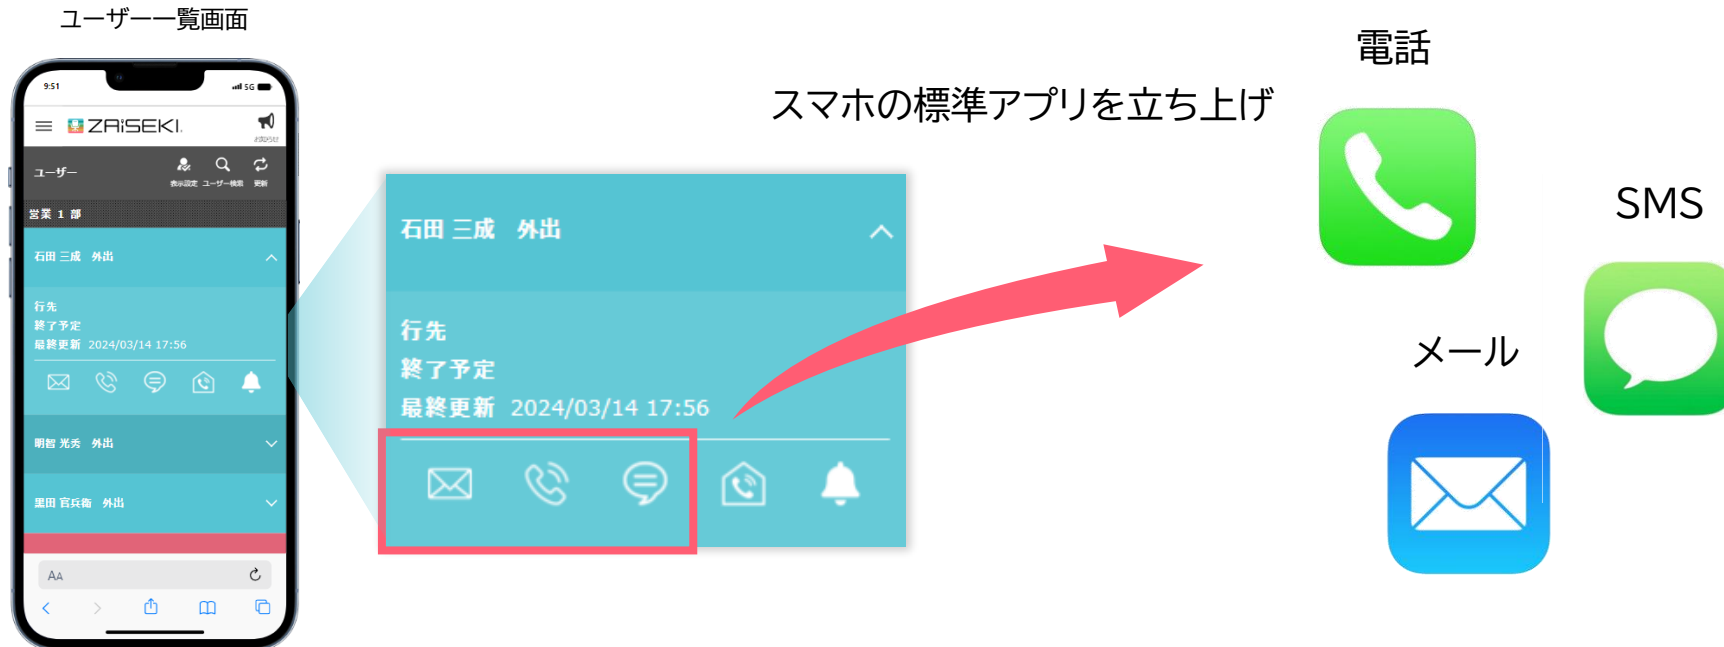 ユーザー一覧画面
9:51
5G
ZAiSEKI.
お知らせ
ユーザー
表示設定 ユーザー検索 更新
営業 1 部
石田 三成 外出
行先
終了予定
最終更新 2024/03/14 17:56
明智 光秀 外出
黒田 官兵衛 外出
AA
石田 三成 外出
行先
終了予定
最終更新 2024/03/14 17:56
スマホの標準アプリを立ち上げ
電話
SMS
メール